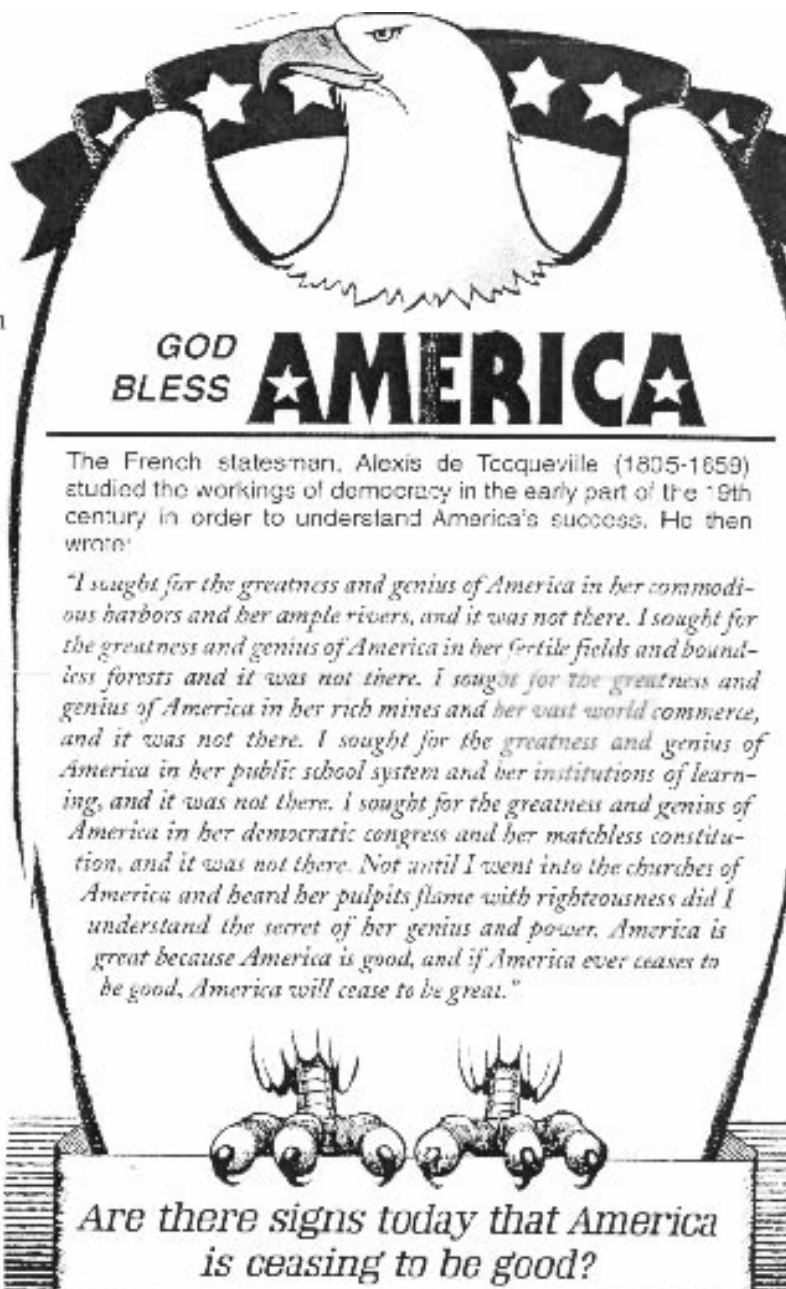 GOD
BLESS AMERICA
The French statesman, Alexis de Tocqueville (1805-1659)
studied the workings of democracy in the early part of the 19th
century in order to understand America's success. He then
wrote:
"I sought for the greatness and genius of America in her commodi-
ous harbors and her ample rivers, and it was not there. I sought for
the greatness and genius of America in her fertile fields and bound-
less forests and it was not there. I sought for the greatness and
genius of America in her rich mines and her vast world commerce,
and it was not there. I sought for the greatness and genius of
America in her public school system and her institutions of learn-
ing, and it was not there. I sought for the greatness and genius of
America in her democratic congress and her matchless constitu-
tion, and it was not there. Not until I went into the churches of
America and heard her pulpits flame with righteousness did I
understand the secret of her genius and power. America is
great because America is good, and if America ever ceases to
be good, America will cease to be great."
Are there signs today that America
is ceasing to be good?